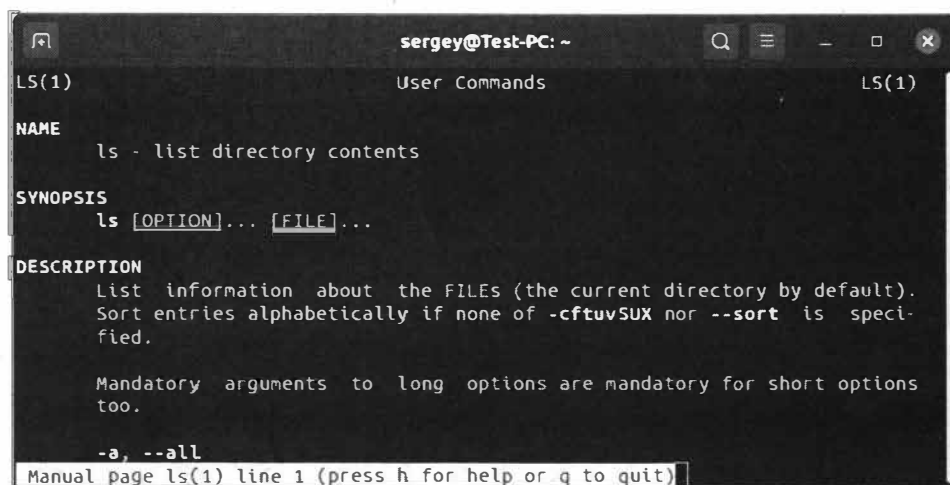 sergey@Test-PC: ~
LS(1) User Commands LS(1)
NAME
ls - list directory contents
SYNOPSIS
ls [OPTION]... [FILE]...
DESCRIPTION
List information about the FILEs (the current directory by default).
Sort entries alphabetically if none of -cftuvSUX nor --sort is speci-
fied.
Mandatory arguments to long options are mandatory for short options
too.
-a, --all
Manual page ls(1) line 1 (press h for help or q to quit)